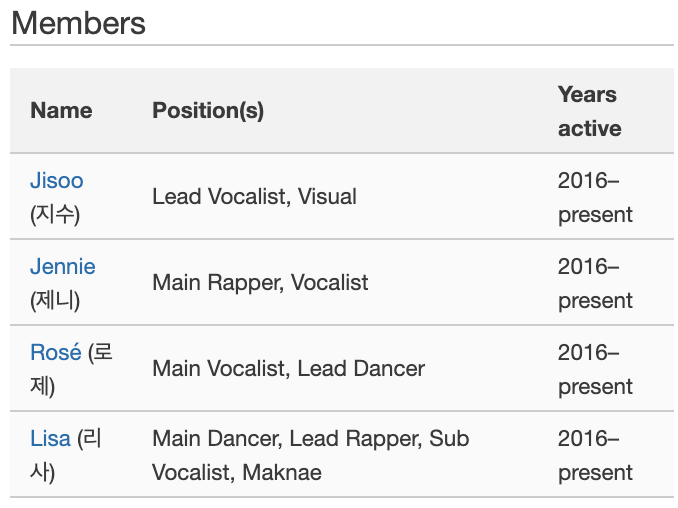 Members
Name Position(s) Years
active
Jisoo
(지수) Lead Vocalist, Visual 2016–
present
Jennie
(제니) Main Rapper, Vocalist 2016–
present
Rosé (로
제) Main Vocalist, Lead Dancer 2016–
present
Lisa (리
사) Main Dancer, Lead Rapper, Sub
Vocalist, Maknae 2016–
present